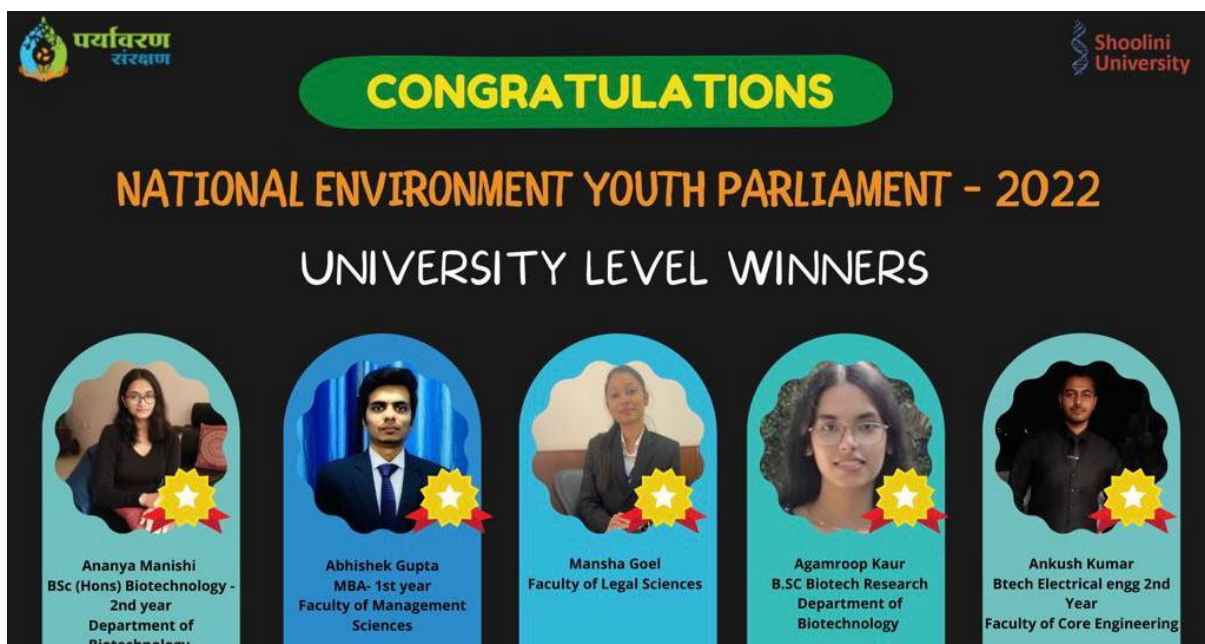 पर्यावरण
संरक्षण
Shoolini
University
CONGRATULATIONS
NATIONAL ENVIRONMENT YOUTH PARLIAMENT - 2022
UNIVERSITY LEVEL WINNERS
Ananya Manishi
BSc (Hons) Biotechnology -
2nd year
Department of
Biotechnology
Abhishek Gupta
MBA- 1st year
Faculty of Management
Sciences
Mansha Goel
Faculty of Legal Sciences
Agamroop Kaur
B.SC Biotech Research
Department of
Biotechnology
Ankush Kumar
Btech Electrical engg 2nd
Year
Faculty of Core Engineering